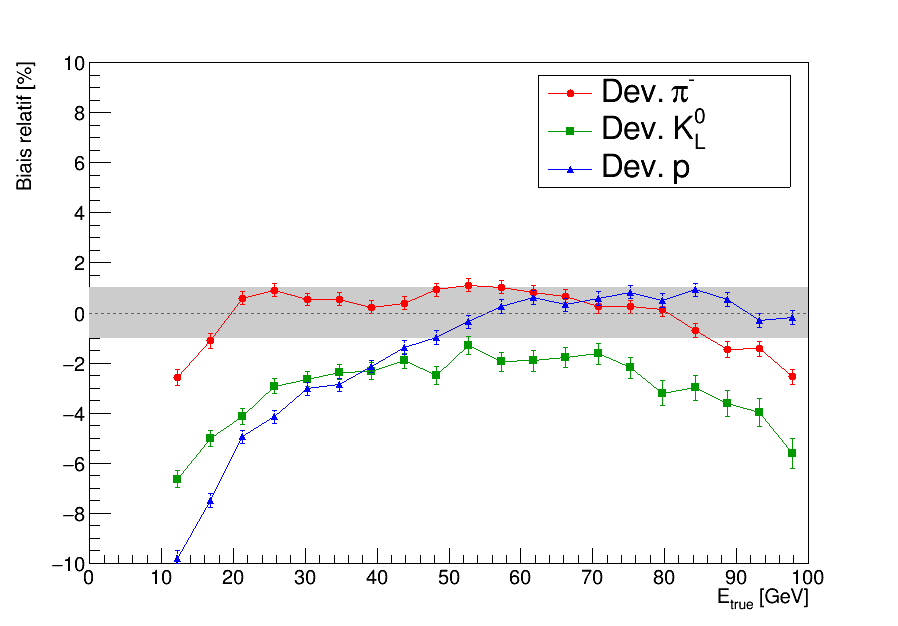 Biais relatif [%]
10
8
6
4
2
0
−2
−4
−6
−8
−10
Dev. π⁻
Dev. K⁰_L
Dev. p
0 10 20 30 40 50 60 70 80 90 100
E_true [GeV]